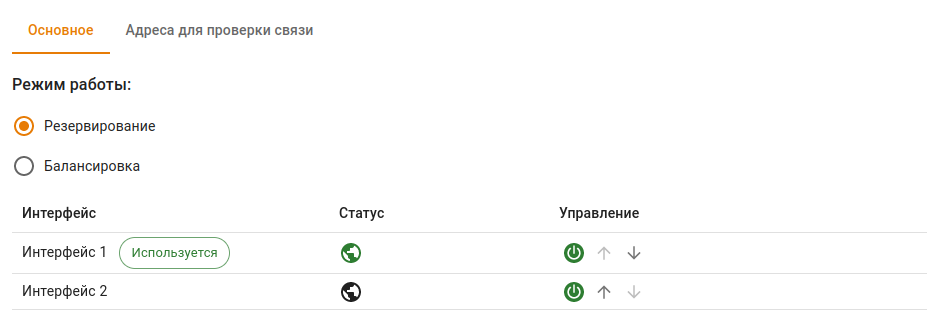 Основное Адреса для проверки связи
Режим работы:
Резервирование
Балансировка
Интерфейс Статус Управление
Интерфейс 1 Используется
Интерфейс 2